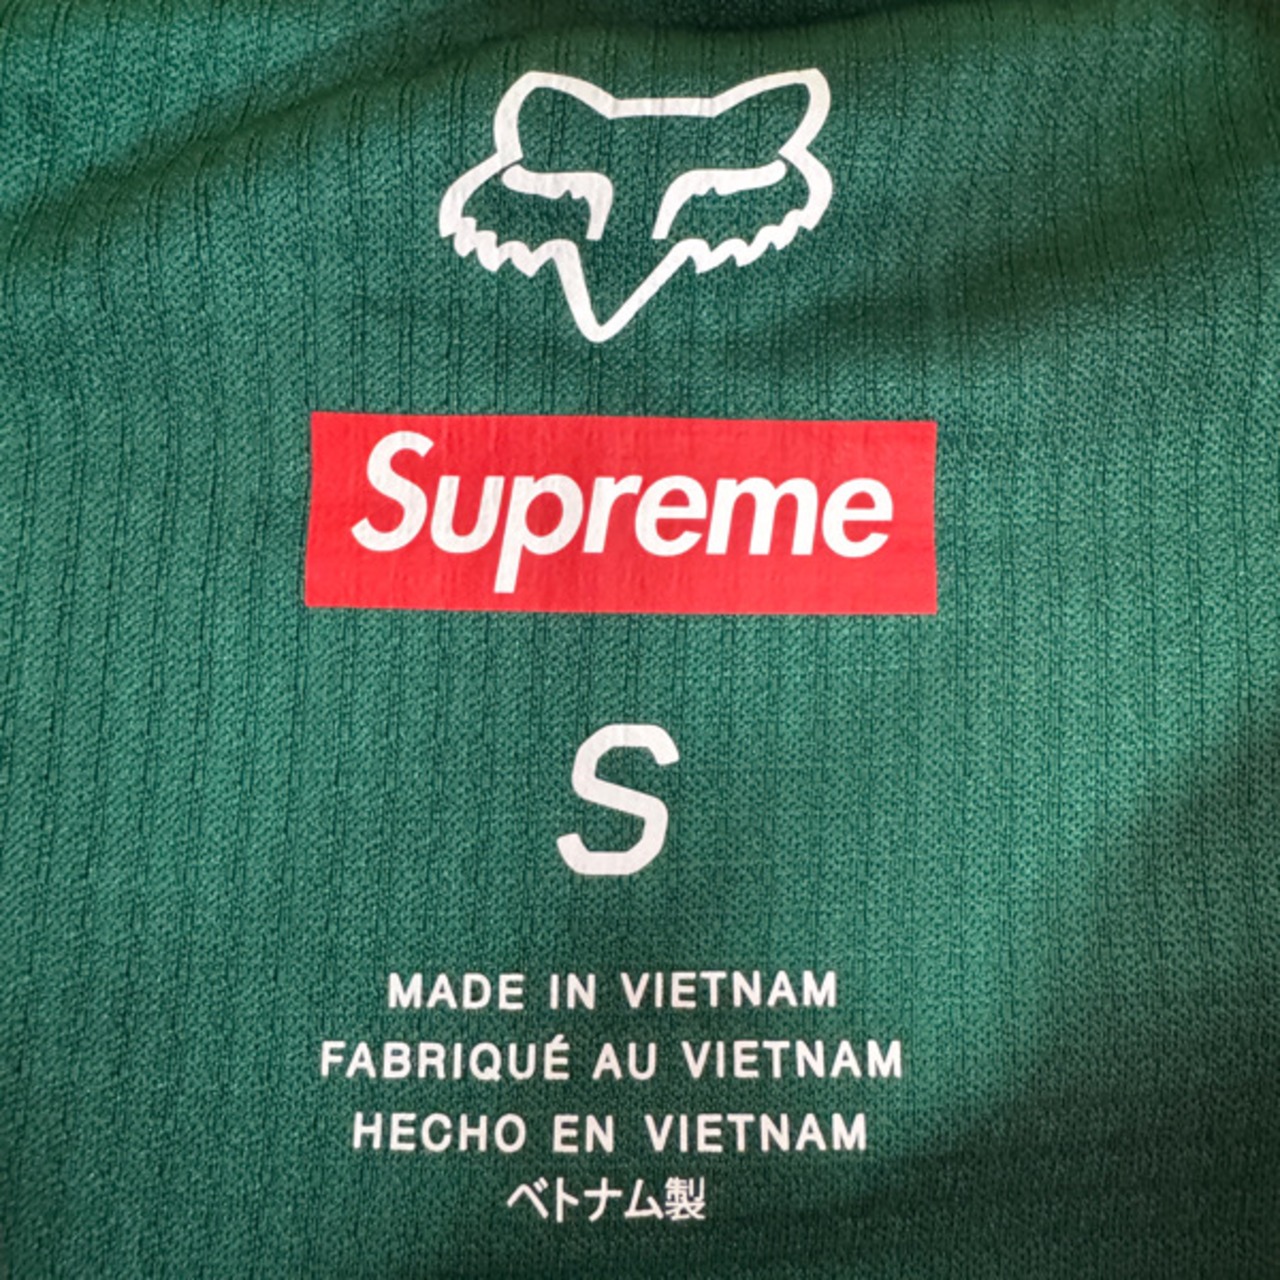 Supreme
S
MADE IN VIETNAM
FABRIQUÉ AU VIETNAM
HECHO EN VIETNAM
ベトナム製